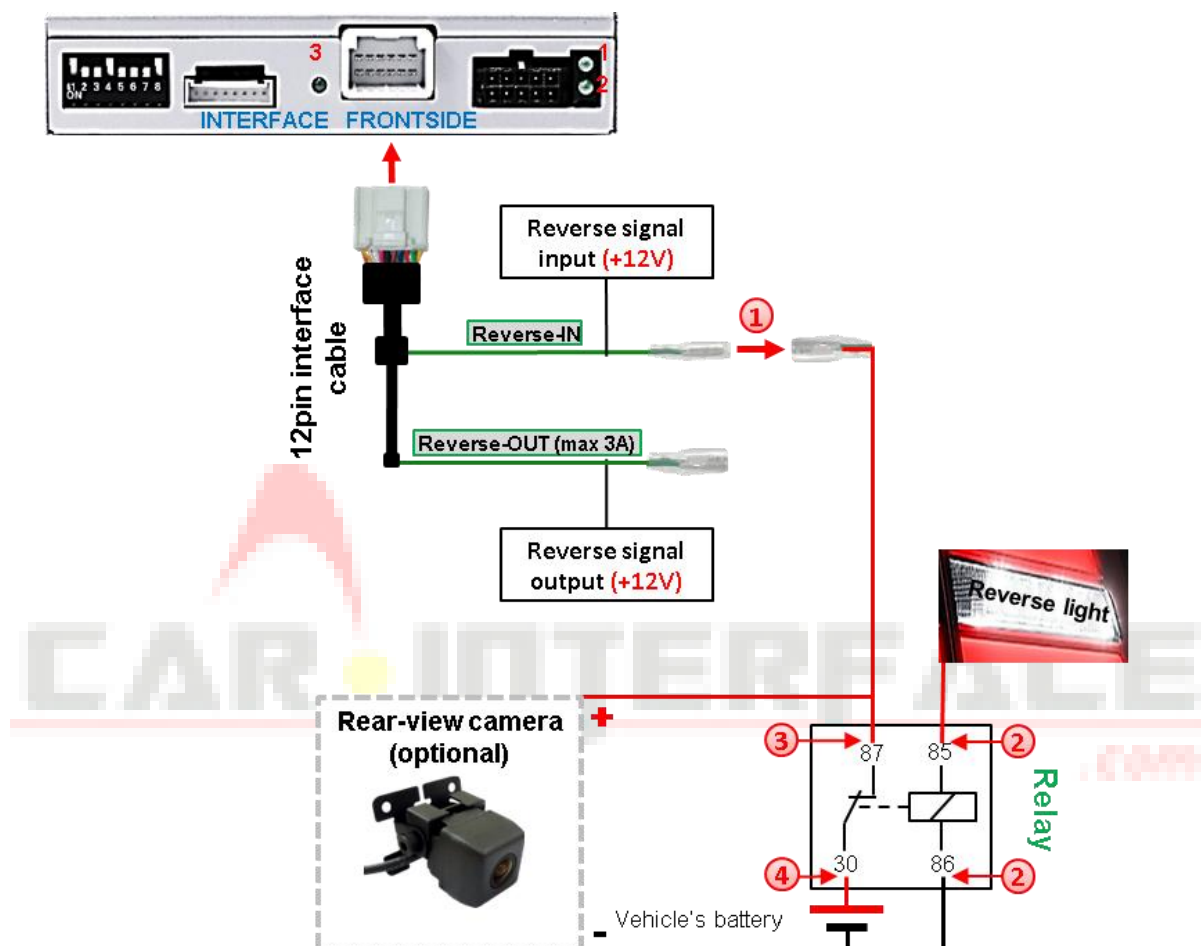 3
1
2
1 2 3 4 5 6 7 8
ON
INTERFACE FRONTSIDE
12pin interface
cable
Reverse signal
input (+12V)
Reverse-IN
1
Reverse-OUT (max 3A)
Reverse signal
output (+12V)
Reverse light
CAR INTERFACE
.com
Rear-view camera
(optional)
+
3
87
85
2
Relay
4
30
86
2
- Vehicle's battery